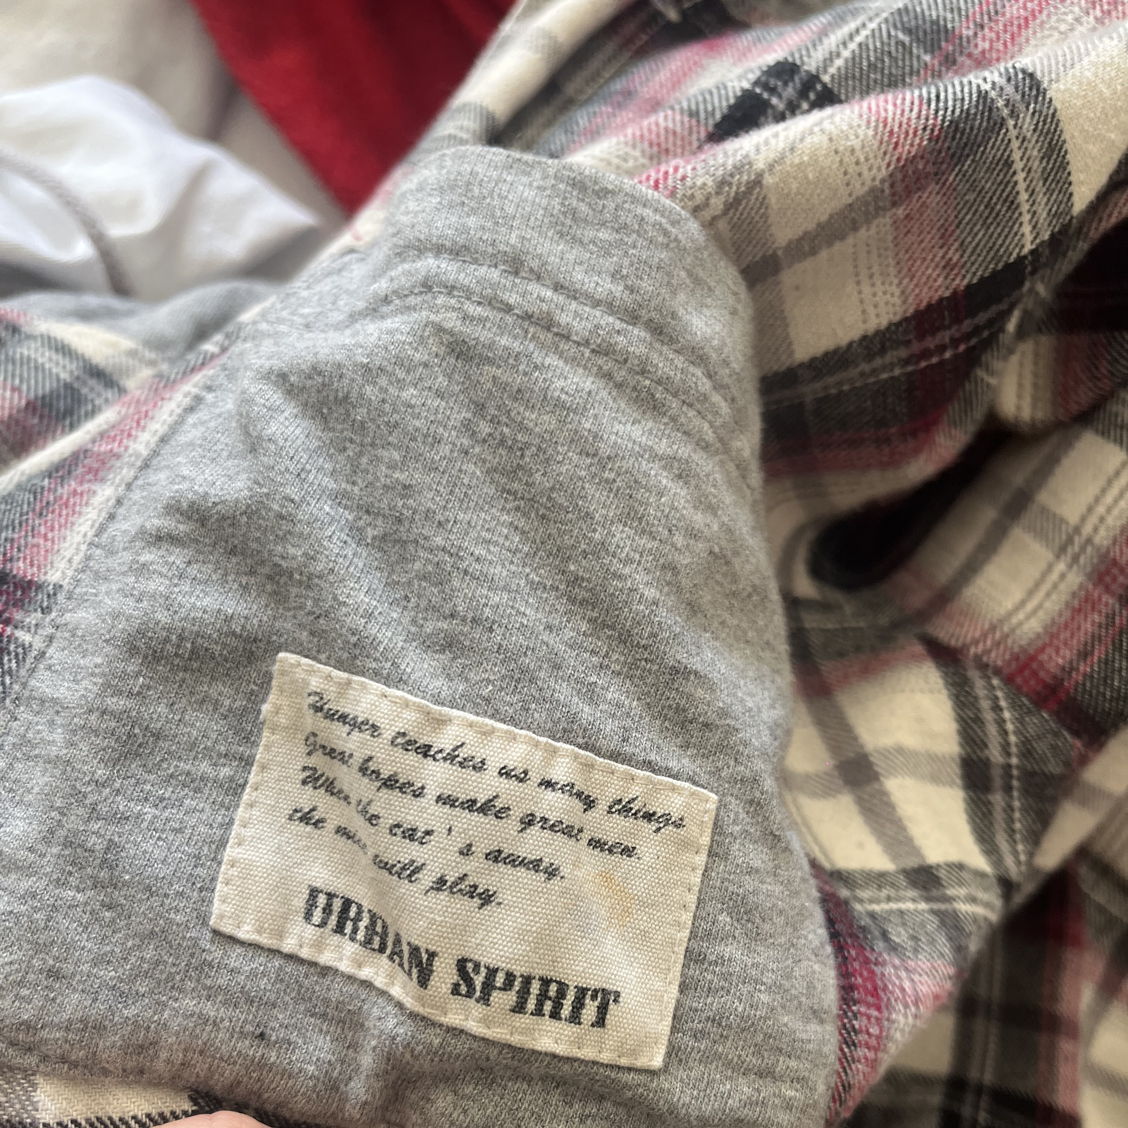 Hunger teaches us many things.
Great hopes make great men.
When the cat's away.
the mice will play.
URBAN SPIRIT